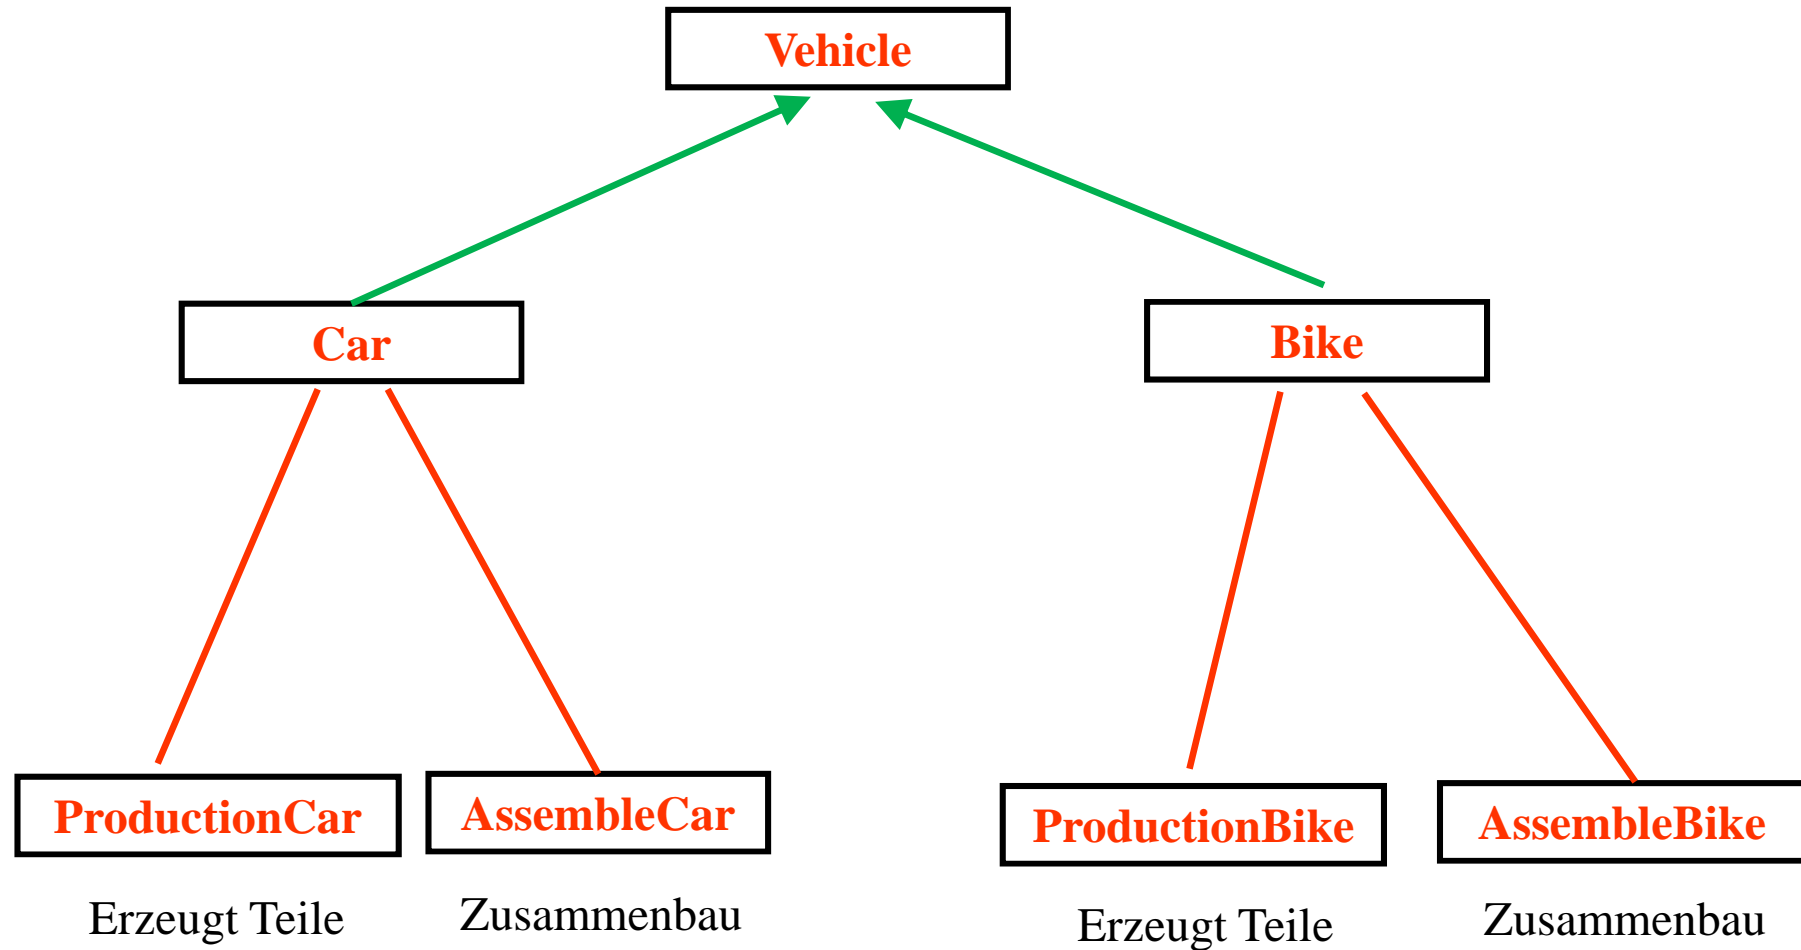 Vehicle
Car
Bike
ProductionCar
AssembleCar
ProductionBike
AssembleBike
Erzeugt Teile
Zusammenbau
Erzeugt Teile
Zusammenbau